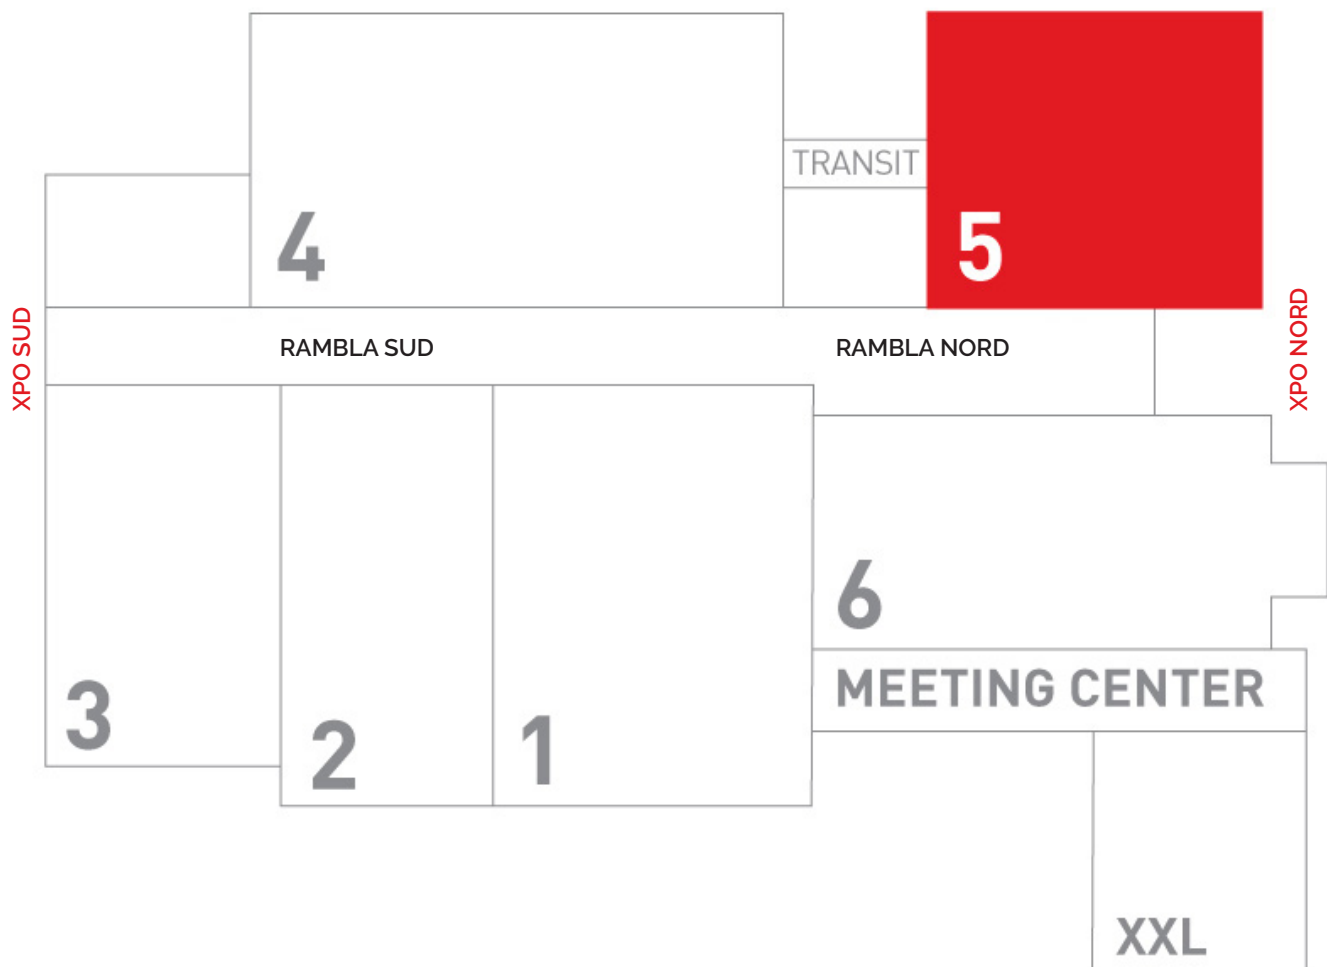 TRANSIT
4
5
XPO SUD
RAMBLA SUD
RAMBLA NORD
XPO NORD
6
MEETING CENTER
3
2
1
XXL